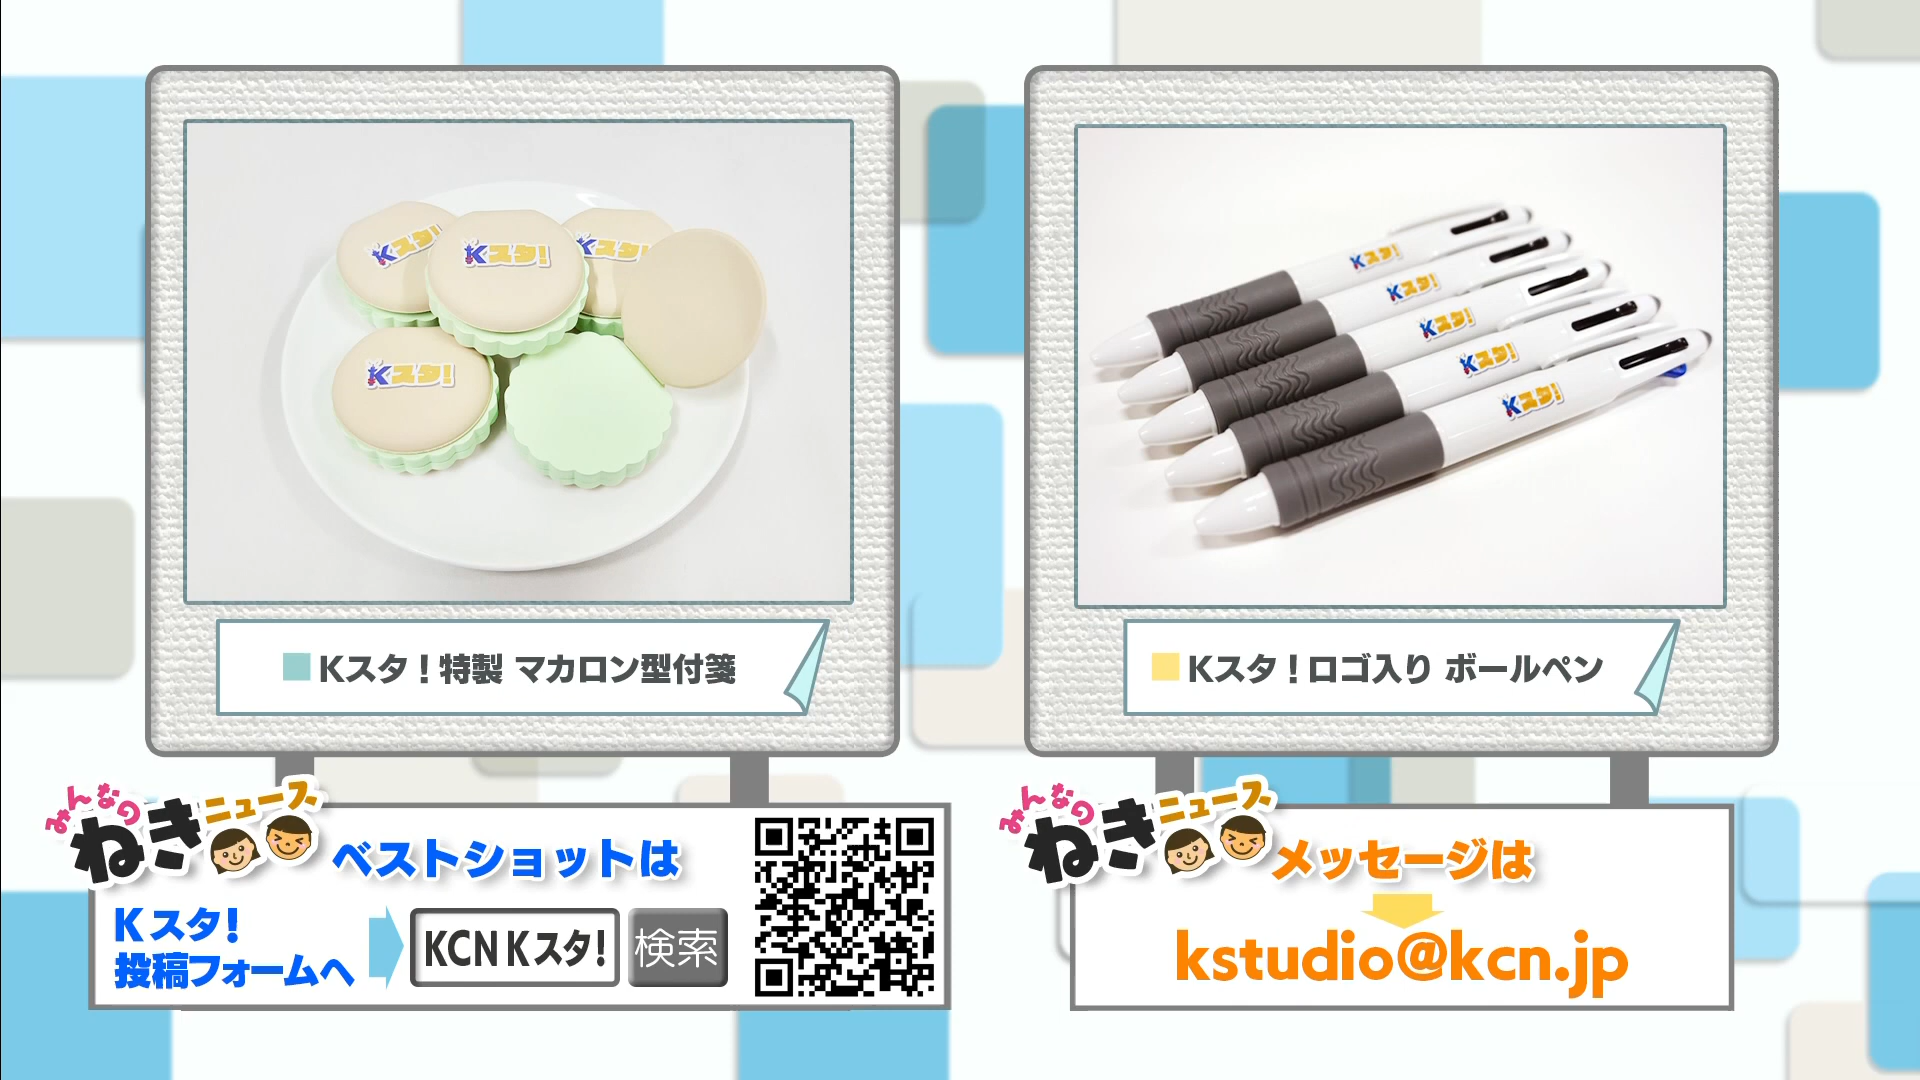 Kスタ!
Kスタ!
Kスタ!
Kスタ!
Kスタ!特製 マカロン型付箋
みんなの
ねき
ニュース
ベストショットは
Kスタ!
投稿フォームへ
KCN Kスタ!
検索
Kスタ!
Kスタ!
Kスタ!
Kスタ!
Kスタ!
Kスタ!ロゴ入り ボールペン
みんなの
ねき
ニュース
メッセージは
kstudio@kcn.jp